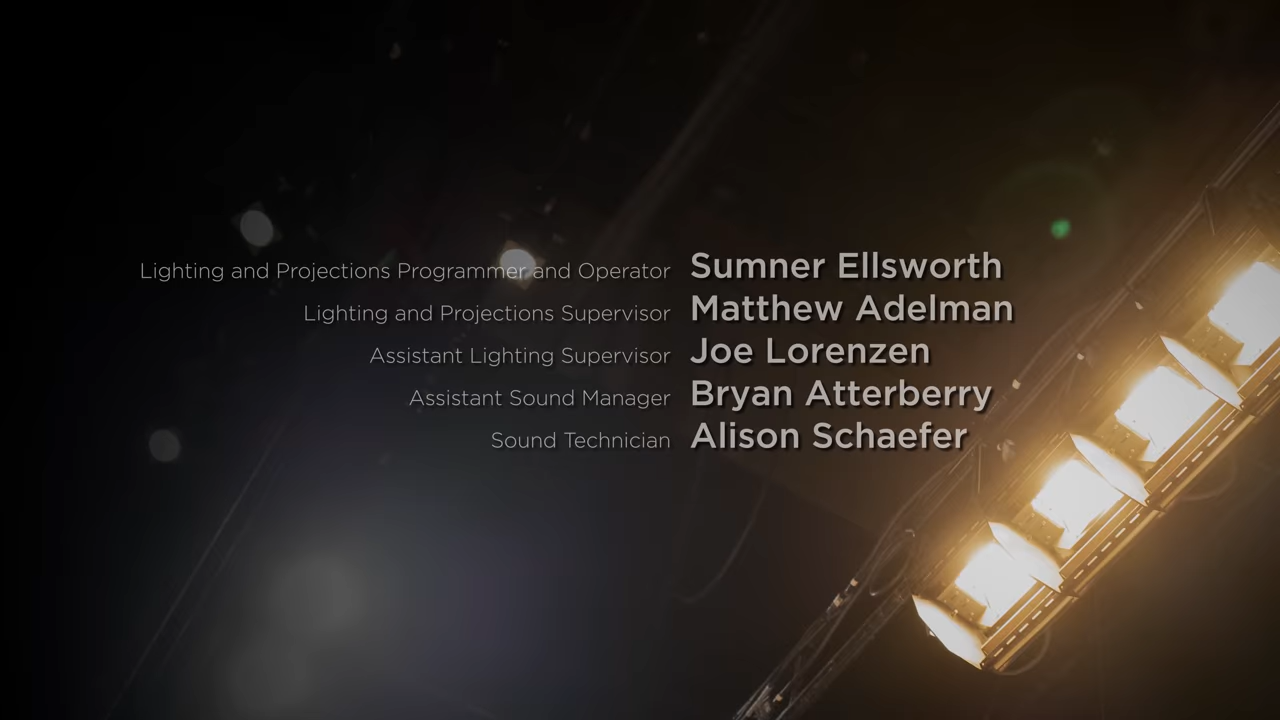 Lighting and Projections Programmer and Operator Sumner Ellsworth
Lighting and Projections Supervisor Matthew Adelman
Assistant Lighting Supervisor Joe Lorenzen
Assistant Sound Manager Bryan Atterberry
Sound Technician Alison Schaefer